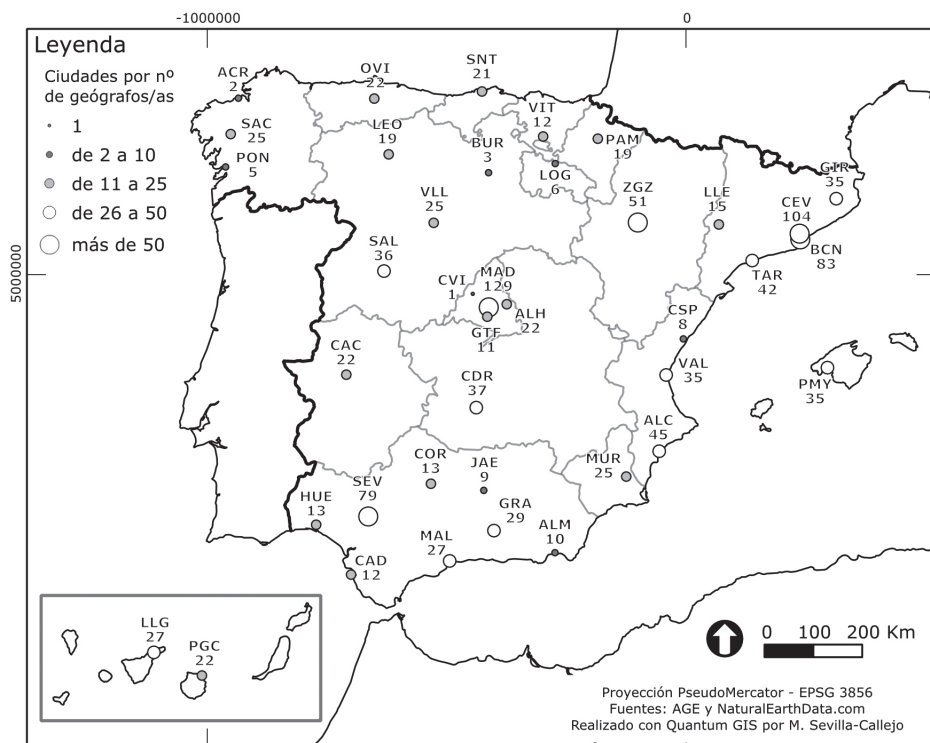 -1000000
0
5000000
Leyenda
Ciudades por nº
de geógrafos/as
1
de 2 a 10
de 11 a 25
de 26 a 50
más de 50
ACR
2
OVI
22
SNT
21
SAC
25
LEO
19
VIT
12
PAM
19
BUR
3
PON
5
LOG
6
GIR
35
VLL
25
ZGZ
51
LLE
15
CEV
104
BCN
83
SAL
36
TAR
42
CVI
1
MAD
129
ALH
22
GTF
11
CSP
8
CAC
22
VAL
35
PMY
35
CDR
37
ALC
45
COR
13
JAE
9
MUR
25
SEV
79
HUE
13
GRA
29
ALM
10
MAL
27
CAD
12
LLG
27
PGC
22
0 100 200 Km
Proyección PseudoMercator - EPSG 3856
Fuentes: AGE y NaturalEarthData.com
Realizado con Quantum GIS por M. Sevilla-Callejo